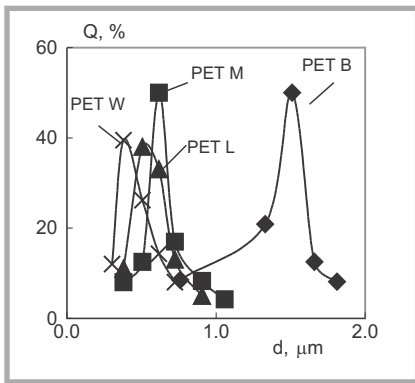 Q, %
60
PET M
PET B
PET W
40
PET L
20
0
0.0 1.0 2.0
d, μm